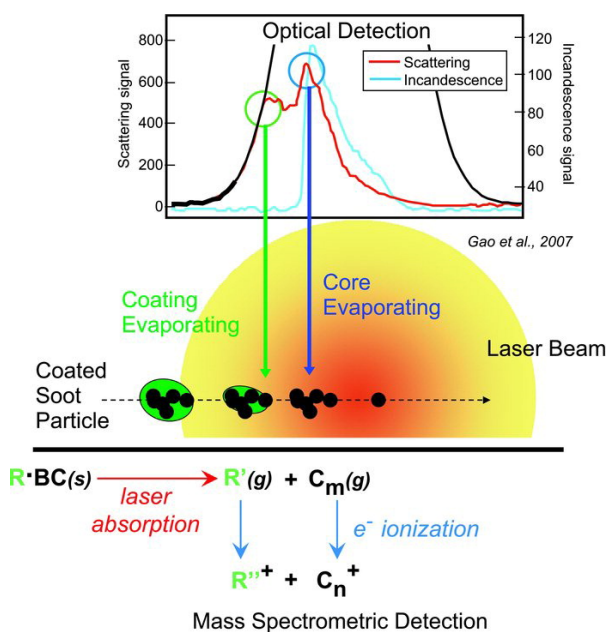 Optical Detection
800
600
400
200
0
Scattering signal
120
100
80
60
40
Incandescence signal
Scattering
Incandescence
Gao et al., 2007
Coating
Evaporating
Core
Evaporating
Laser Beam
Coated
Soot
Particle
R·BC(s)
laser
absorption
R'(g) + Cm(g)
e- ionization
R''+ + Cn+
Mass Spectrometric Detection